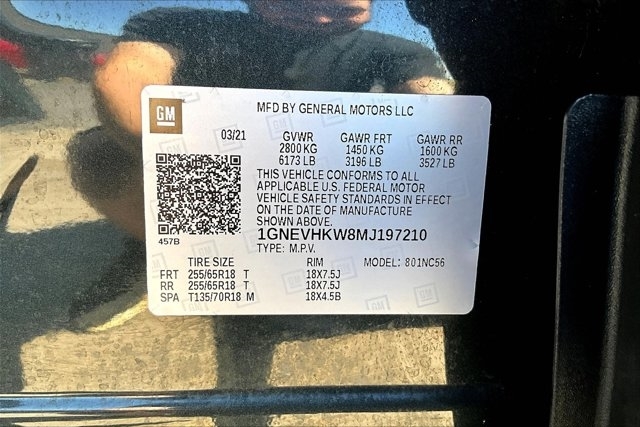 GM
MFD BY GENERAL MOTORS LLC
03/21 GVWR GAWR FRT GAWR RR
2800 KG 1450 KG 1600 KG
6173 LB 3196 LB 3527 LB
THIS VEHICLE CONFORMS TO ALL
APPLICABLE U.S. FEDERAL MOTOR
VEHICLE SAFETY STANDARDS IN EFFECT
ON THE DATE OF MANUFACTURE
SHOWN ABOVE.
457B
1GNEVHKW8MJ197210
TYPE: M.P.V.
TIRE SIZE RIM MODEL: 801NC56
FRT 255/65R18 T 18X7.5J
RR 255/65R18 T 18X7.5J
SPA T135/70R18 M 18X4.5B